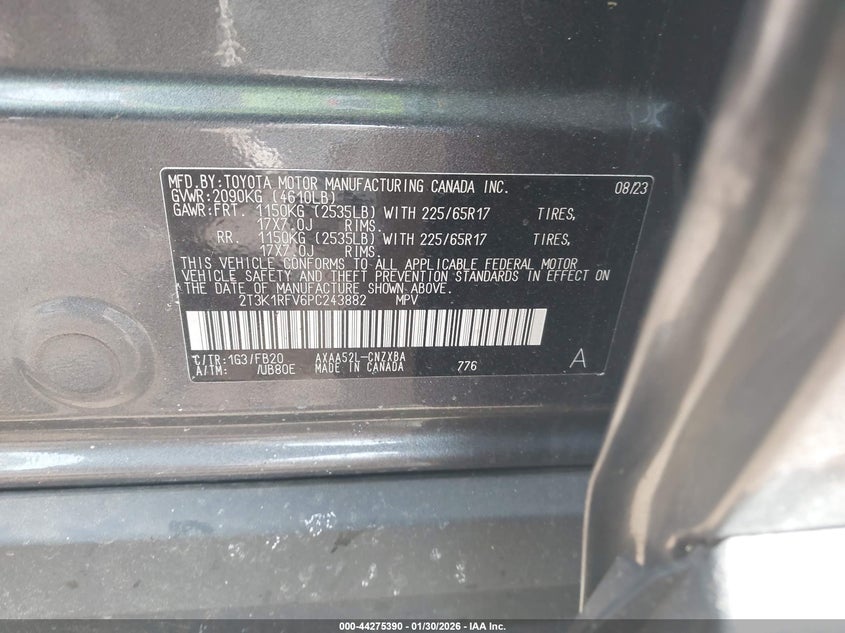 MFD.BY:TOYOTA MOTOR MANUFACTURING CANADA INC. 08/23
GVWR:2090KG (4610LB)
GAWR:FRT. 1150KG (2535LB) WITH 225/65R17 TIRES,
17X7.0J RIMS.
RR. 1150KG (2535LB) WITH 225/65R17 TIRES,
17X7.0J RIMS.
THIS VEHICLE CONFORMS TO ALL APPLICABLE FEDERAL MOTOR
VEHICLE SAFETY AND THEFT PREVENTION STANDARDS IN EFFECT ON
THE DATE OF MANUFACTURE SHOWN ABOVE.
2T3K1RFV6PC243882 MPV
C/TR:1G3/FB20 AXAA52L-CNZXBA
A/TM: /UB80E MADE IN CANADA 776 A
000-44275390 - 01/30/2026 - IAA Inc.